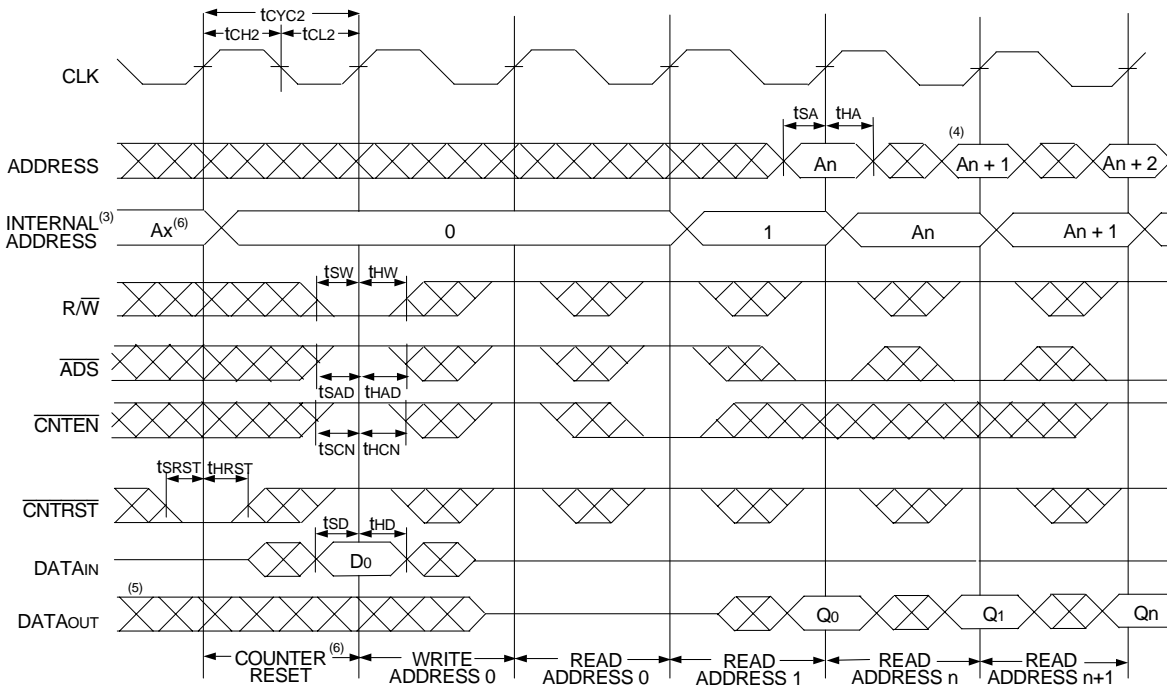 tCYC2
tCH2 tCL2
CLK
tSA tHA
(4)
ADDRESS An An + 1 An + 2
INTERNAL(3)
ADDRESS
Ax(6) 0 1 An An + 1
tSW tHW
R/W̅
A̅D̅S̅
tSAD tHAD
C̅N̅T̅E̅N̅
tSCN tHCN
tSRST tHRST
C̅N̅T̅R̅S̅T̅
tSD tHD
DATAIN D0
(5)
DATAOUT Q0 Q1 Qn
COUNTER(6)
RESET
WRITE
ADDRESS 0
READ
ADDRESS 0
READ
ADDRESS 1
READ
ADDRESS n
READ
ADDRESS n+1